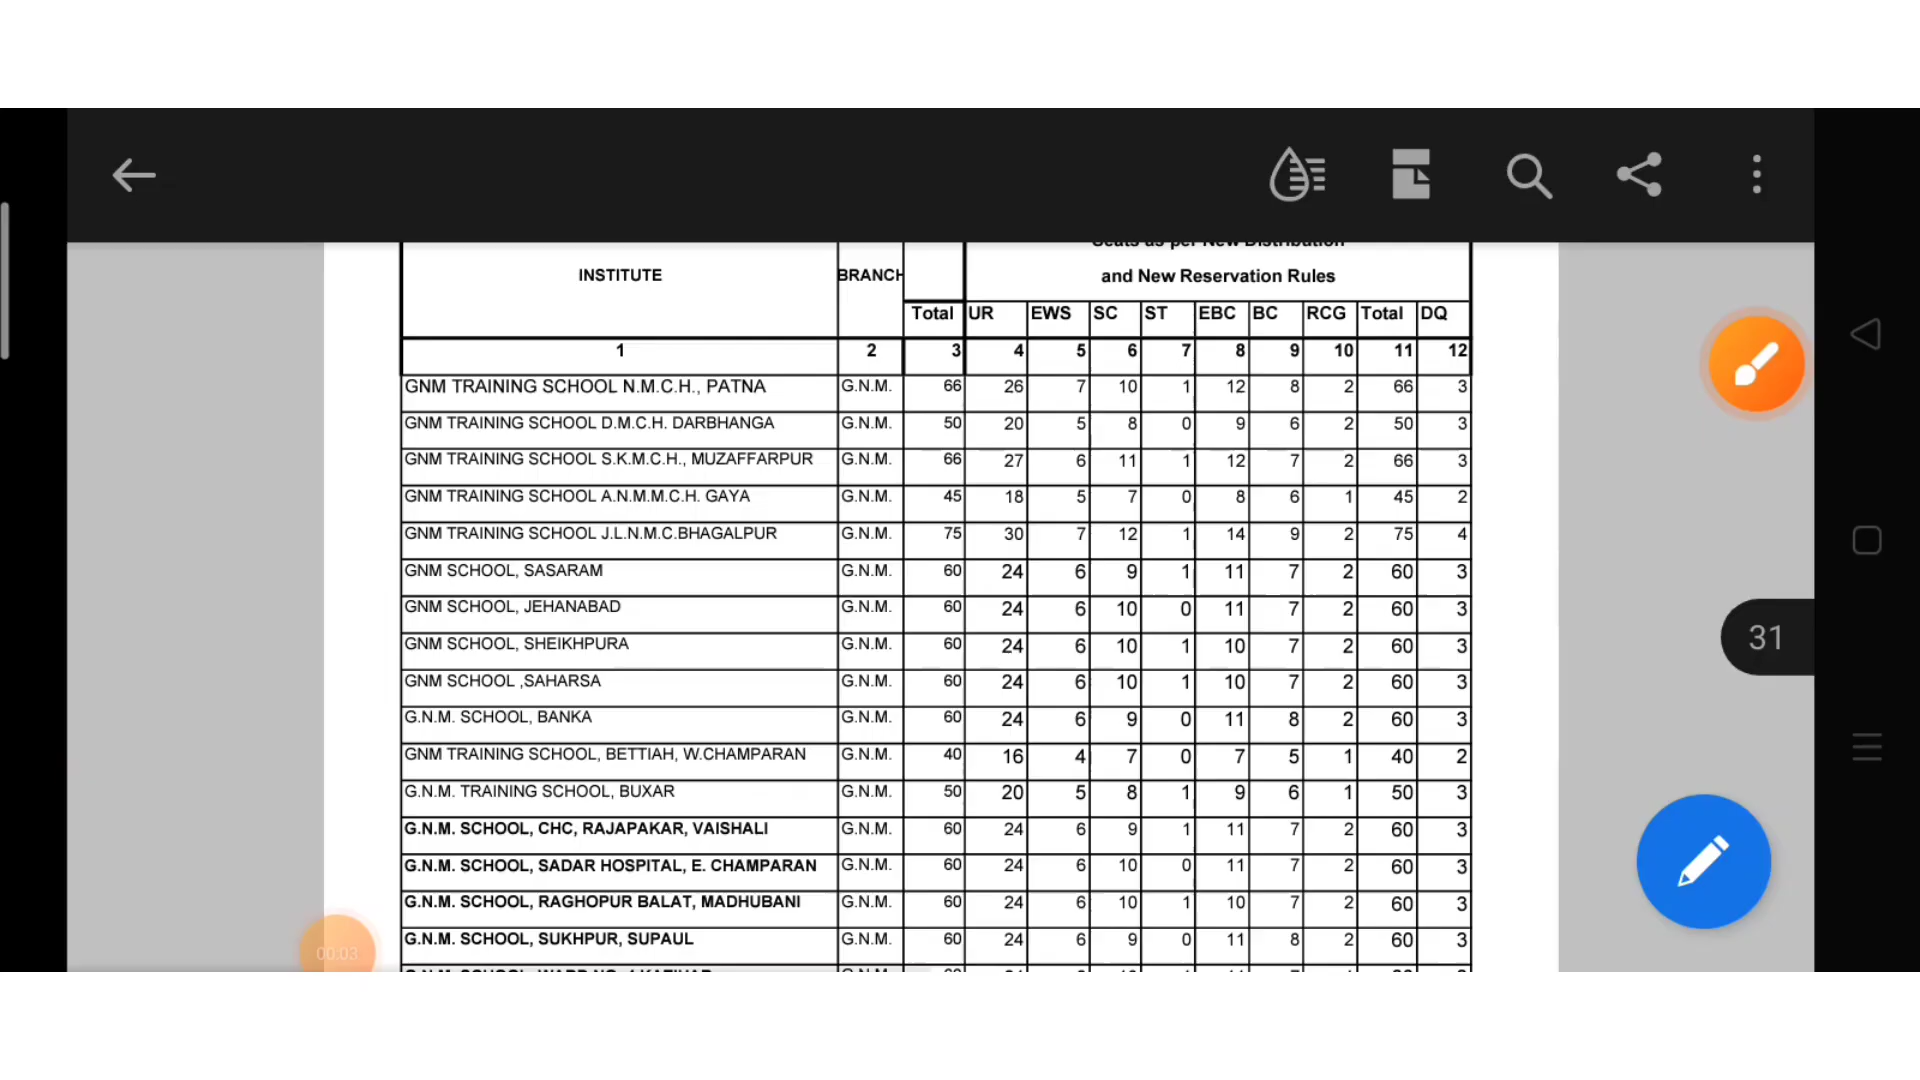 Seats as per New Distribution
INSTITUTE BRANCH and New Reservation Rules
Total UR EWS SC ST EBC BC RCG Total DQ
1 2 3 4 5 6 7 8 9 10 11 12
GNM TRAINING SCHOOL N.M.C.H., PATNA G.N.M. 66 26 7 10 1 12 8 2 66 3
GNM TRAINING SCHOOL D.M.C.H. DARBHANGA G.N.M. 50 20 5 8 0 9 6 2 50 3
GNM TRAINING SCHOOL S.K.M.C.H., MUZAFFARPUR G.N.M. 66 27 6 11 1 12 7 2 66 3
GNM TRAINING SCHOOL A.N.M.M.C.H. GAYA G.N.M. 45 18 5 7 0 8 6 1 45 2
GNM TRAINING SCHOOL J.L.N.M.C.BHAGALPUR G.N.M. 75 30 7 12 1 14 9 2 75 4
GNM SCHOOL, SASARAM G.N.M. 60 24 6 9 1 11 7 2 60 3
GNM SCHOOL, JEHANABAD G.N.M. 60 24 6 10 0 11 7 2 60 3
GNM SCHOOL, SHEIKHPURA G.N.M. 60 24 6 10 1 10 7 2 60 3
GNM SCHOOL ,SAHARSA G.N.M. 60 24 6 10 1 10 7 2 60 3
G.N.M. SCHOOL, BANKA G.N.M. 60 24 6 9 0 11 8 2 60 3
GNM TRAINING SCHOOL, BETTIAH, W.CHAMPARAN G.N.M. 40 16 4 7 0 7 5 1 40 2
G.N.M. TRAINING SCHOOL, BUXAR G.N.M. 50 20 5 8 1 9 6 1 50 3
G.N.M. SCHOOL, CHC, RAJAPAKAR, VAISHALI G.N.M. 60 24 6 9 1 11 7 2 60 3
G.N.M. SCHOOL, SADAR HOSPITAL, E. CHAMPARAN G.N.M. 60 24 6 10 0 11 7 2 60 3
G.N.M. SCHOOL, RAGHOPUR BALAT, MADHUBANI G.N.M. 60 24 6 10 1 10 7 2 60 3
G.N.M. SCHOOL, SUKHPUR, SUPAUL G.N.M. 60 24 6 9 0 11 8 2 60 3
31
00:03